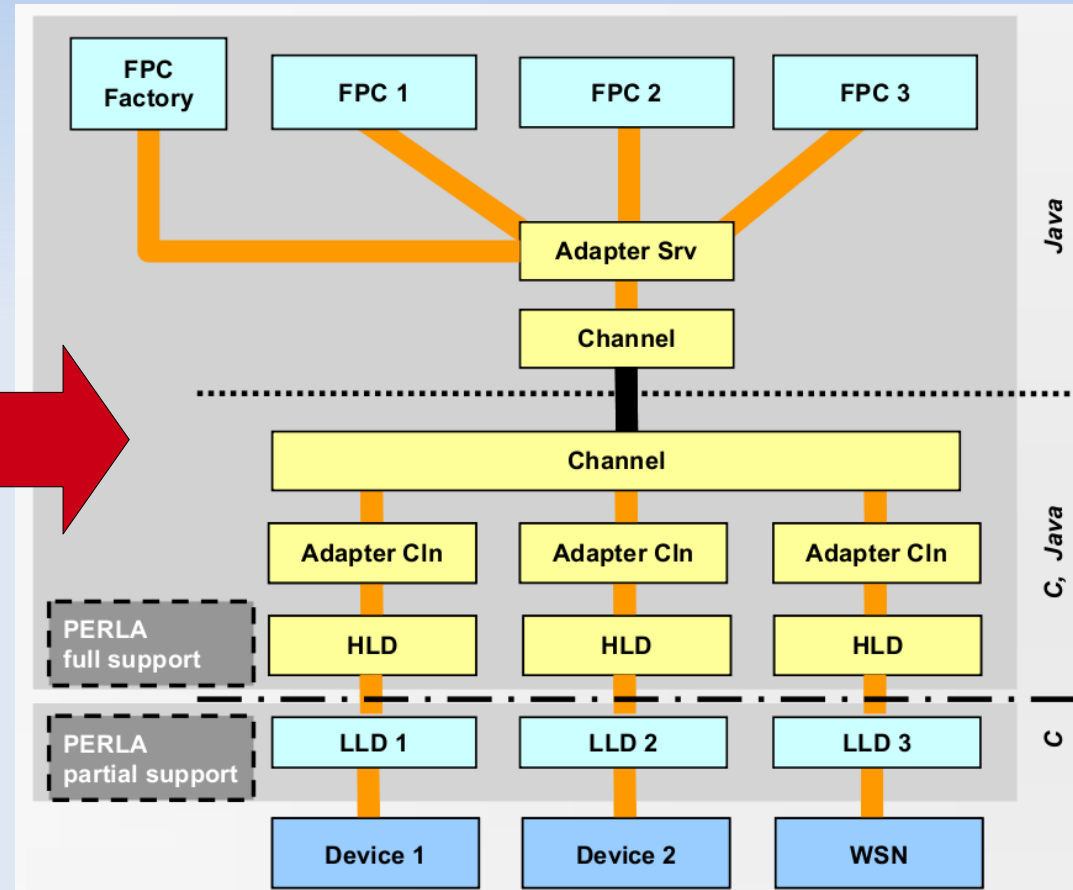 FPC
Factory
FPC 1
FPC 2
FPC 3
Adapter Srv
Java
Channel
Channel
Adapter Cln
Adapter Cln
Adapter Cln
C, Java
PERLA
full support
HLD
HLD
HLD
PERLA
partial support
LLD 1
LLD 2
LLD 3
C
Device 1
Device 2
WSN